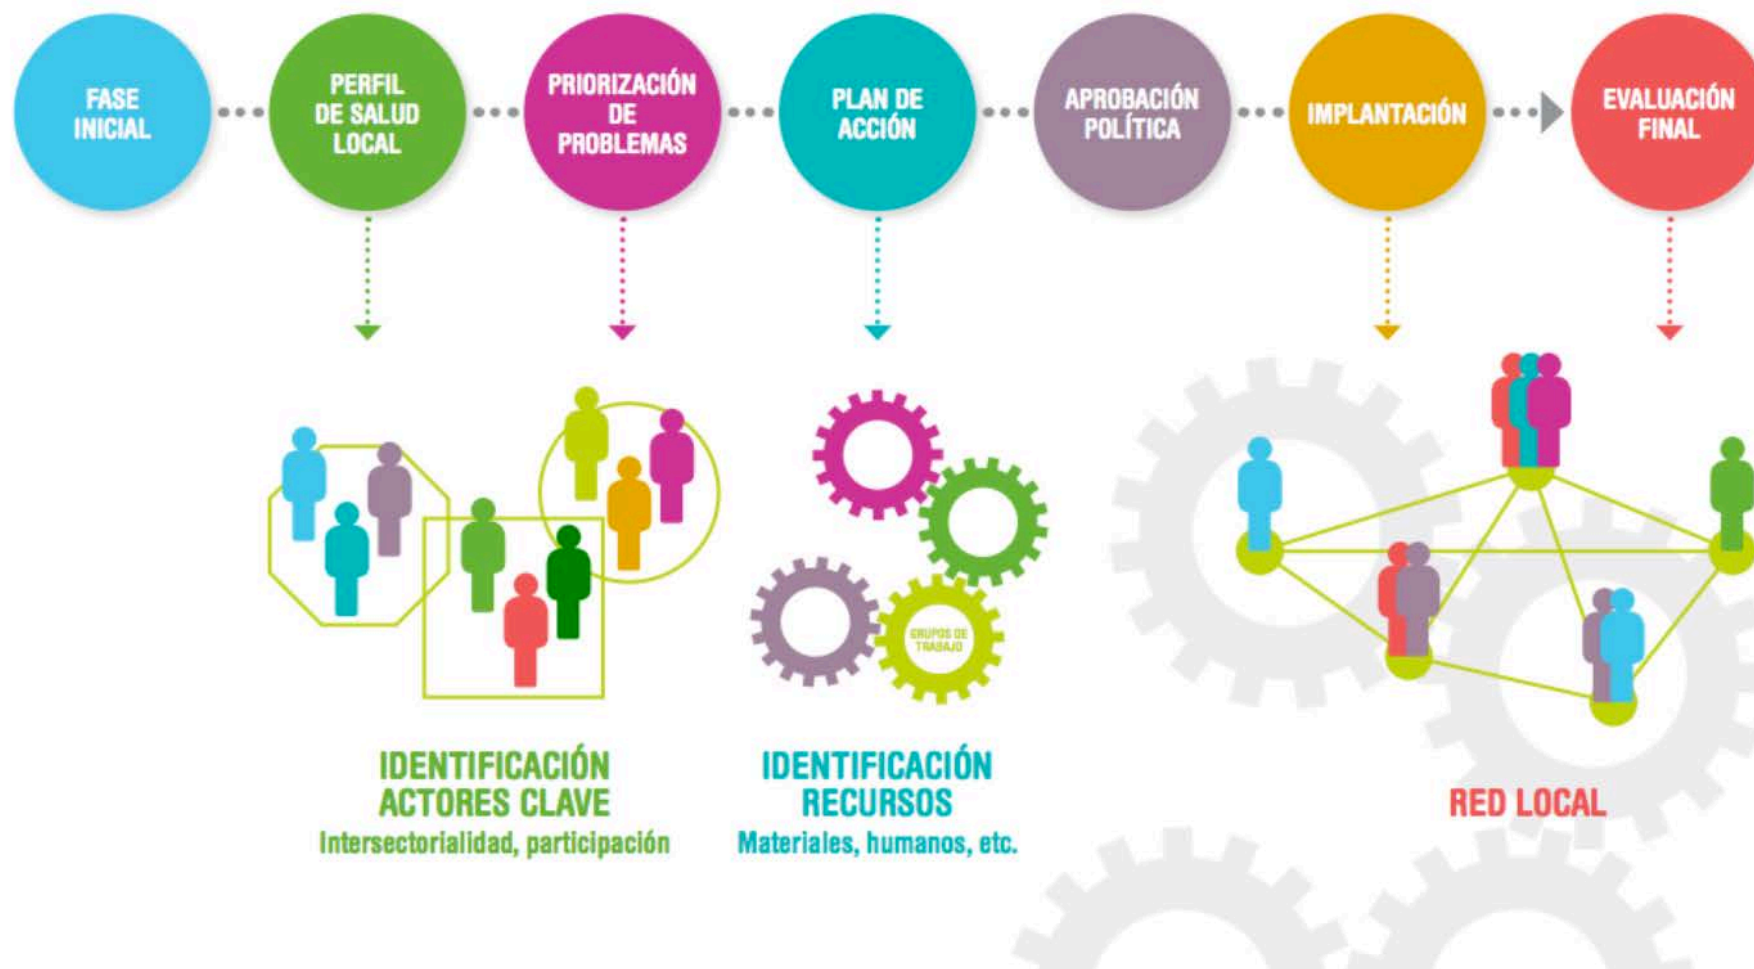 FASE
INICIAL
PERFIL
DE SALUD
LOCAL
PRIORIZACIÓN
DE
PROBLEMAS
PLAN DE
ACCIÓN
APROBACIÓN
POLÍTICA
IMPLANTACIÓN
EVALUACIÓN
FINAL
GRUPOS DE
TRABAJO
IDENTIFICACIÓN
ACTORES CLAVE
Intersectorialidad, participación
IDENTIFICACIÓN
RECURSOS
Materiales, humanos, etc.
RED LOCAL